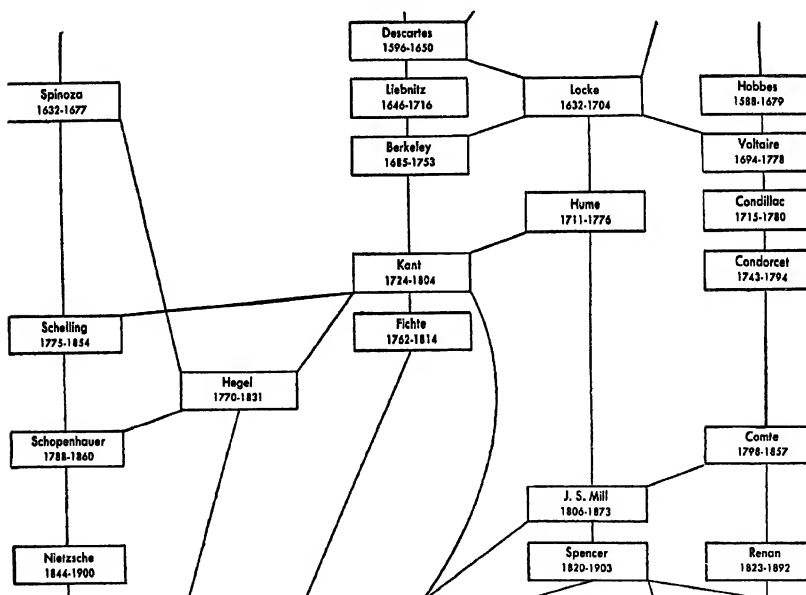 Descartes
1596-1650
Spinoza
1632-1677
Liebnitz
1646-1716
Locke
1632-1704
Hobbes
1588-1679
Berkeley
1685-1753
Voltaire
1694-1778
Hume
1711-1776
Condillac
1715-1780
Kant
1724-1804
Condorcet
1743-1794
Schelling
1775-1854
Fichte
1762-1814
Hegel
1770-1831
Schopenhauer
1788-1860
Comte
1798-1857
J. S. Mill
1806-1873
Nietzsche
1844-1900
Spencer
1820-1903
Renan
1823-1892